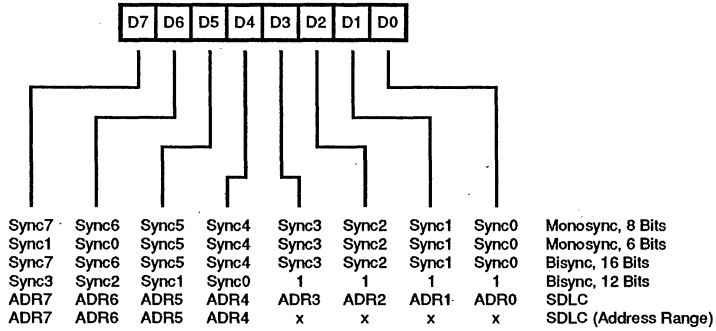 D7 D6 D5 D4 D3 D2 D1 D0
Sync7 Sync6 Sync5 Sync4 Sync3 Sync2 Sync1 Sync0 Monosync, 8 Bits
Sync1 Sync0 Sync5 Sync4 Sync3 Sync2 Sync1 Sync0 Monosync, 6 Bits
Sync7 Sync6 Sync5 Sync4 Sync3 Sync2 Sync1 Sync0 Bisync, 16 Bits
Sync3 Sync2 Sync1 Sync0 1 1 1 1 Bisync, 12 Bits
ADR7 ADR6 ADR5 ADR4 ADR3 ADR2 ADR1 ADR0 SDLC
ADR7 ADR6 ADR5 ADR4 x x x x SDLC (Address Range)